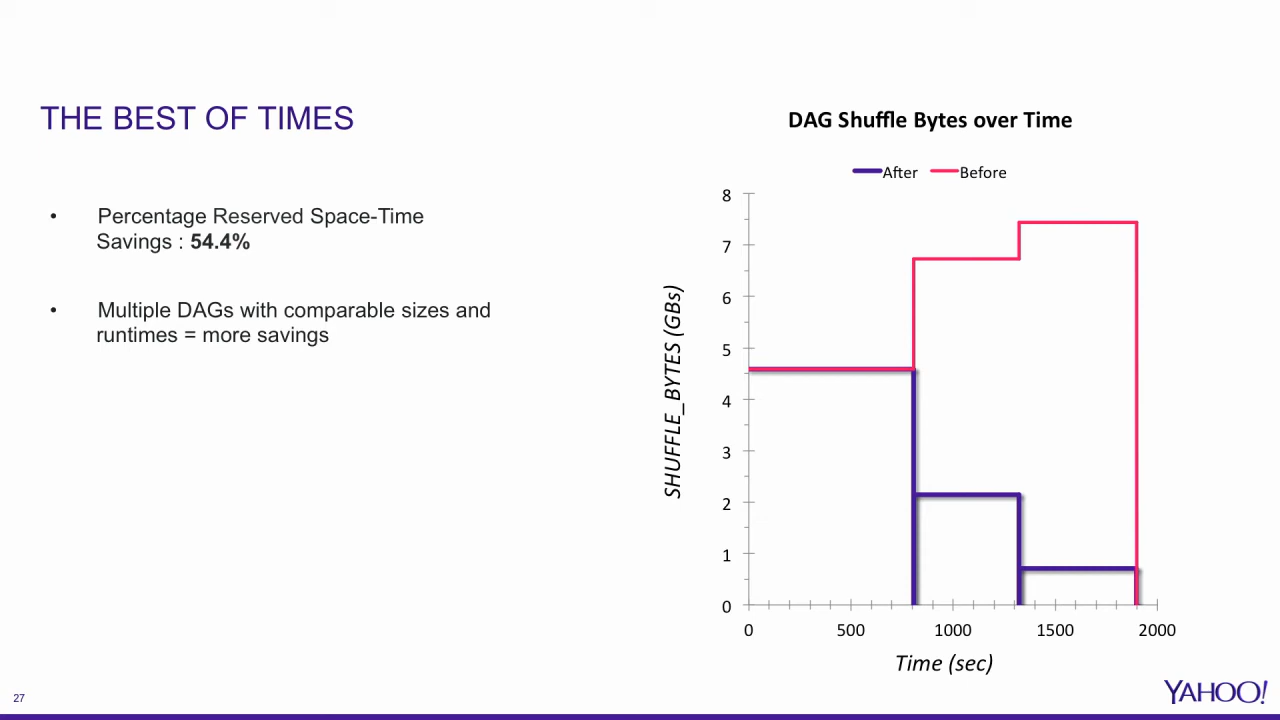 THE BEST OF TIMES
• Percentage Reserved Space-Time
Savings : 54.4%
• Multiple DAGs with comparable sizes and
runtimes = more savings
DAG Shuffle Bytes over Time
After Before
SHUFFLE_BYTES (GBs)
8
7
6
5
4
3
2
1
0
0 500 1000 1500 2000
Time (sec)
27
YAHOO!